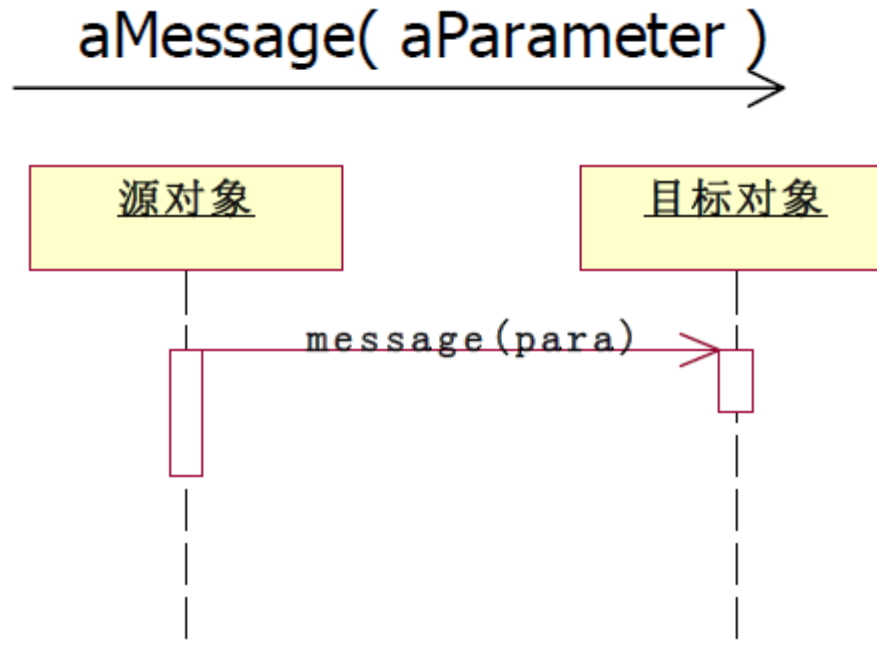 aMessage( aParameter )
源对象
目标对象
message(para)